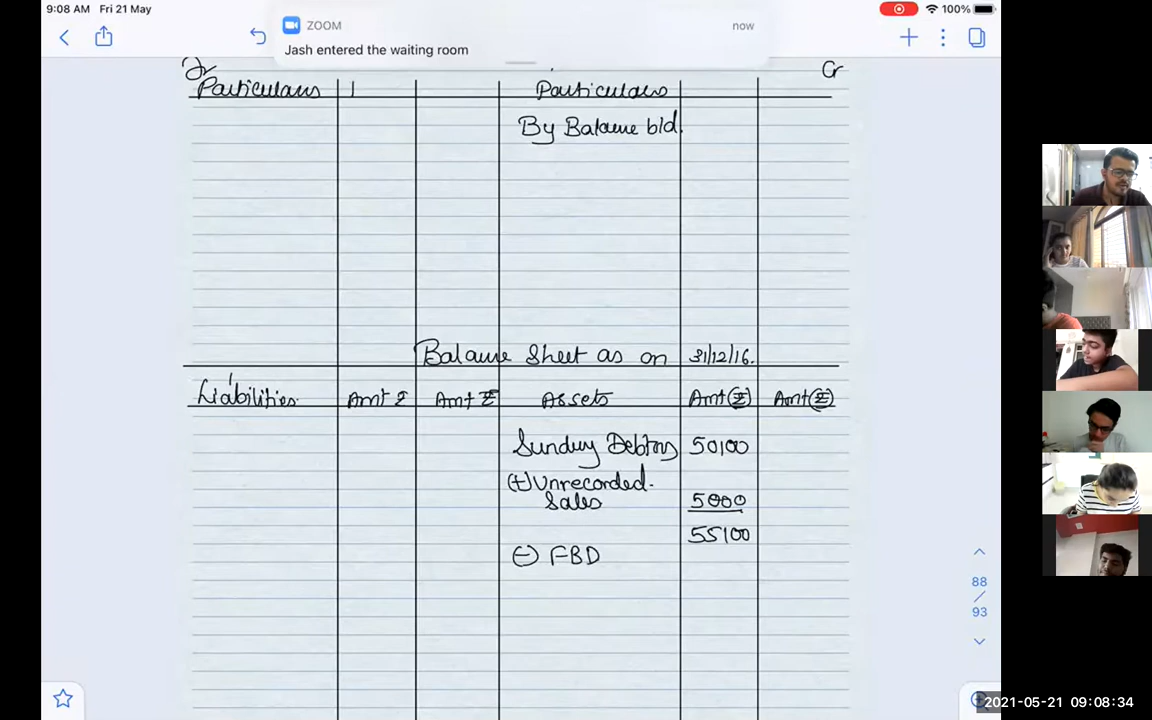 9:08 AM Fri 21 May
100%
ZOOM
now
Jash entered the waiting room
Dr
Cr
Particulars
Particulars
By Balance b/d.
Balance Sheet as on 31/12/16.
Liabilities Amt ₹ Amt ₹ Assets Amt(₹) Amt(₹)
Sundry Debtors 50100
(+) Unrecorded
Sales 5000
55100
(-) FBD
88
/
93
2021-05-21 09:08:34